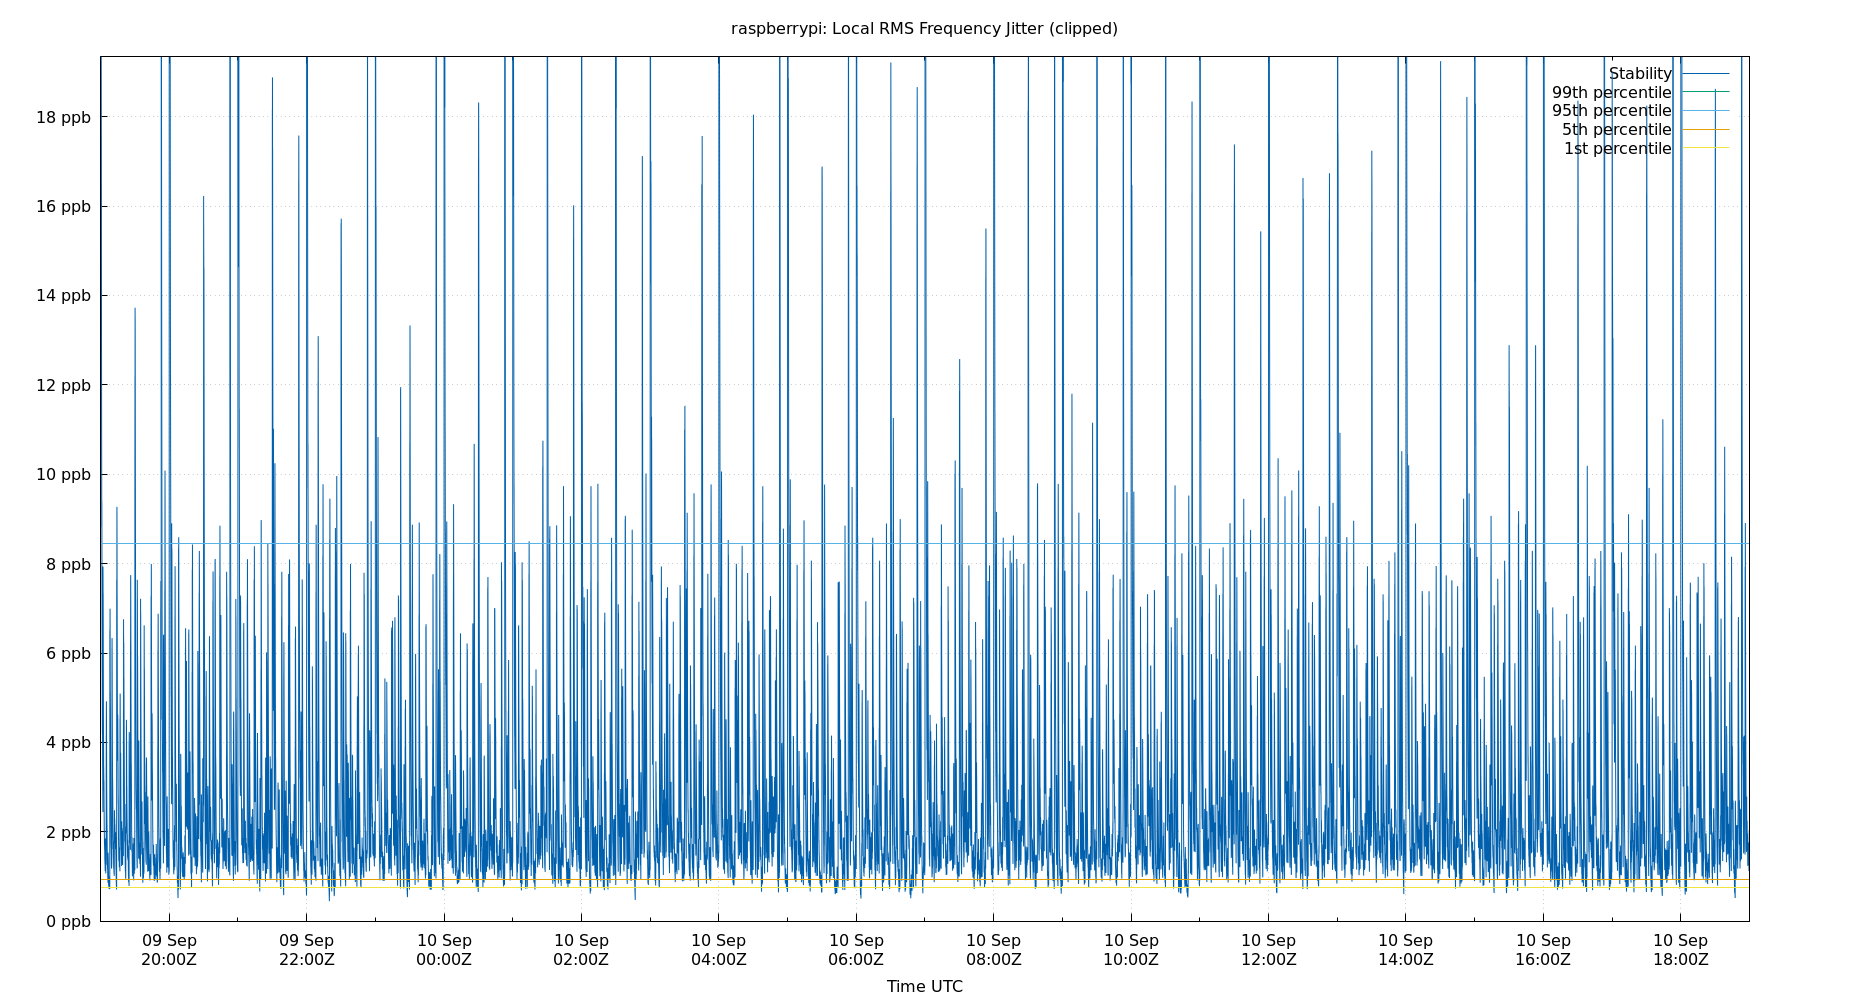 raspberrypi: Local RMS Frequency Jitter (clipped)
Stability
99th percentile
95th percentile
5th percentile
1st percentile
18 ppb
16 ppb
14 ppb
12 ppb
10 ppb
8 ppb
6 ppb
4 ppb
2 ppb
0 ppb
09 Sep 09 Sep 10 Sep 10 Sep 10 Sep 10 Sep 10 Sep 10 Sep 10 Sep 10 Sep 10 Sep 10 Sep
20:00Z 22:00Z 00:00Z 02:00Z 04:00Z 06:00Z 08:00Z 10:00Z 12:00Z 14:00Z 16:00Z 18:00Z
Time UTC